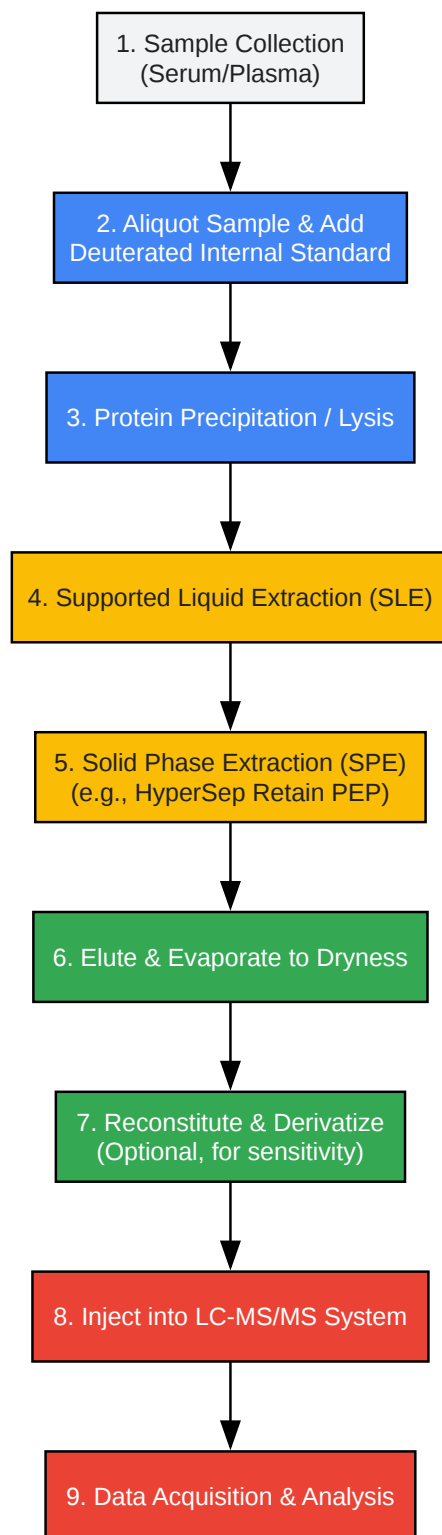 1. Sample Collection
(Serum/Plasma)
2. Aliquot Sample & Add
Deuterated Internal Standard
3. Protein Precipitation / Lysis
4. Supported Liquid Extraction (SLE)
5. Solid Phase Extraction (SPE)
(e.g., HyperSep Retain PEP)
6. Elute & Evaporate to Dryness
7. Reconstitute & Derivatize
(Optional, for sensitivity)
8. Inject into LC-MS/MS System
9. Data Acquisition & Analysis